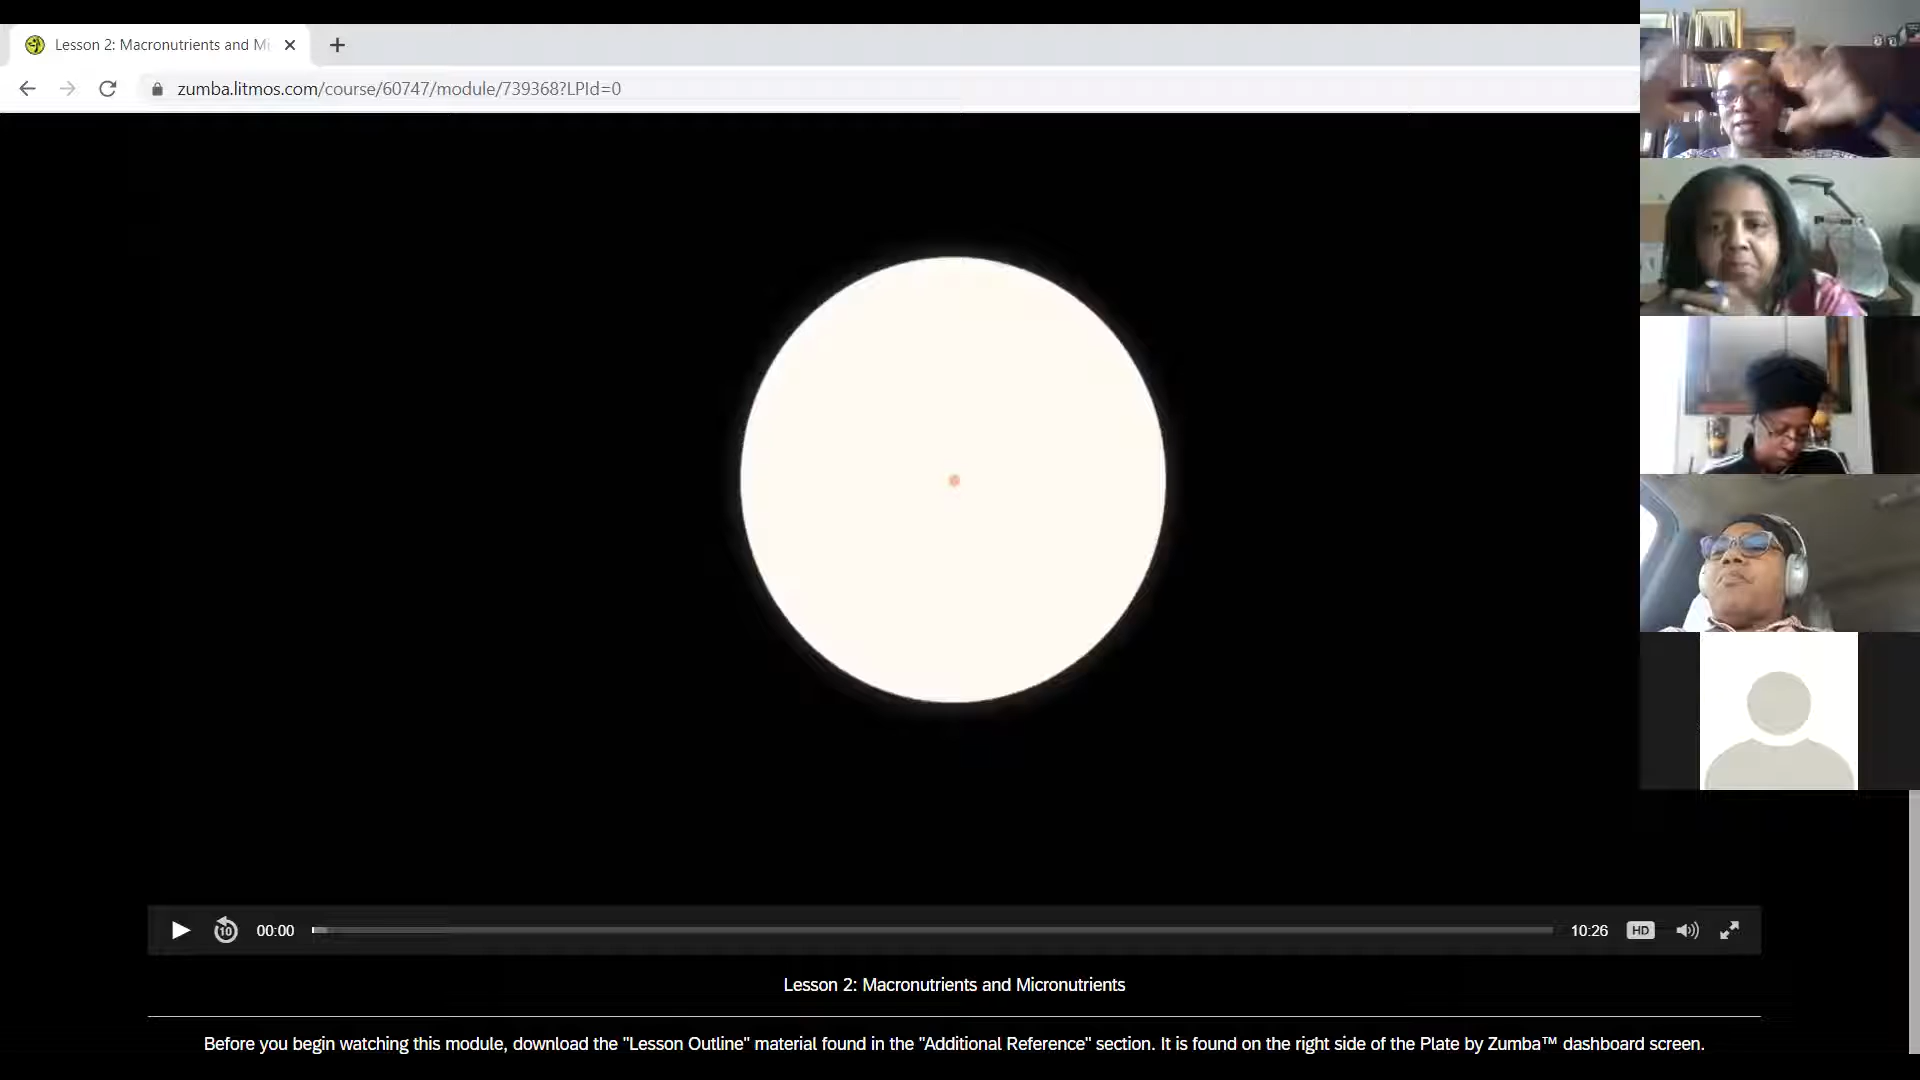 Lesson 2: Macronutrients and Mi
zumba.litmos.com/course/60747/module/739368?LPId=0
10
00:00
10:26
HD
Lesson 2: Macronutrients and Micronutrients
Before you begin watching this module, download the "Lesson Outline" material found in the "Additional Reference" section. It is found on the right side of the Plate by Zumba™ dashboard screen.